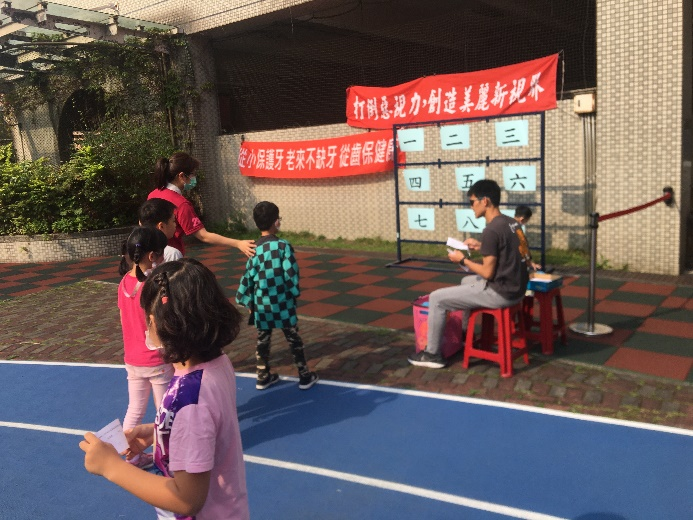 打倒惡視力,創造美麗新視界
從小保護牙 老來不缺牙 從齒保健
一 二 三
四 五 六
七 八